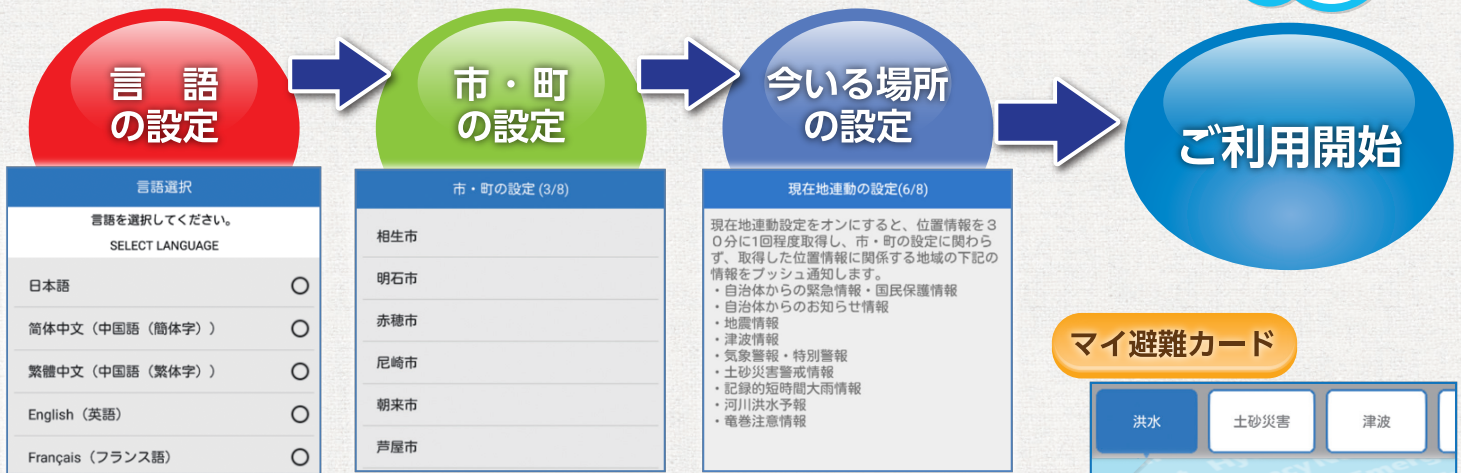 言　語
の設定
市・町
の設定
今いる場所
の設定
ご利用開始
言語選択
言語を選択してください。
SELECT LANGUAGE
日本語
简体中文（中国語（簡体字））
繁體中文（中国語（繁体字））
English（英語）
Français（フランス語）
市・町の設定 (3/8)
相生市
明石市
赤穂市
尼崎市
朝来市
芦屋市
現在地連動の設定(6/8)
現在地連動設定をオンにすると、位置情報を３
０分に1回程度取得し、市・町の設定に関わら
ず、取得した位置情報に関係する地域の下記の
情報をプッシュ通知します。
・自治体からの緊急情報・国民保護情報
・自治体からのお知らせ情報
・地震情報
・津波情報
・気象警報・特別警報
・土砂災害警戒情報
・記録的短時間大雨情報
・河川洪水予報
・竜巻注意情報
マイ避難カード
洪水
土砂災害
津波